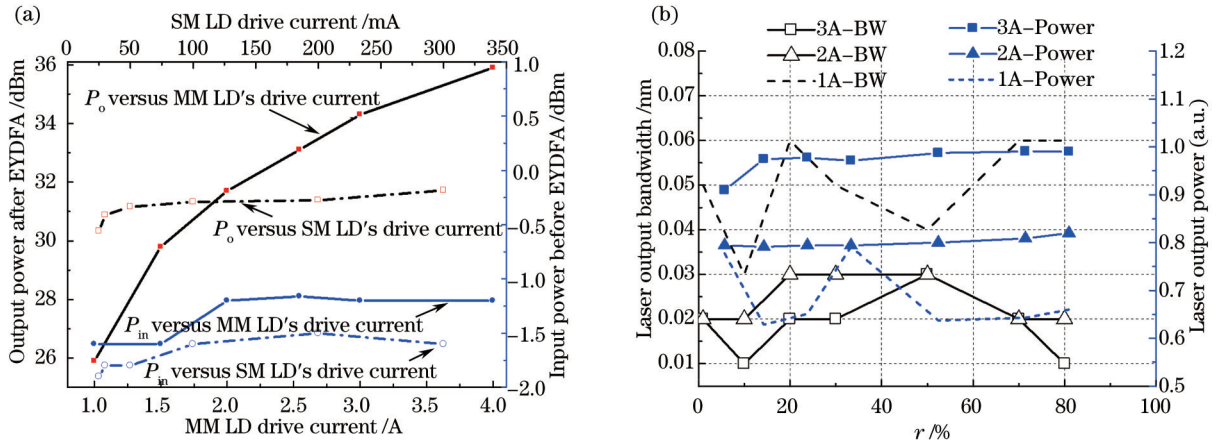 (a)
SM LD drive current/mA
0 50 75 100 150 200 250 300 350
36
34
32
30
28
26
Output power after EYDFA /dBm
1.0
0.5
0.0
−0.5
−1.0
−1.5
−2.0
Input power before EYDFA /dBm
Po versus MM LD's drive current
Po versus SM LD's drive current
Pin versus MM LD's drive current
Pin versus SM LD's drive current
1.0 1.5 2.0 2.5 3.0 3.5 4.0
MM LD drive current /A
(b)
3A−BW
2A−BW
1A−BW
3A−Power
2A−Power
1A−Power
0.08
0.07
0.06
0.05
0.04
0.03
0.02
0.01
Laser output bandwidth /nm
1.2
1.1
1.0
0.9
0.8
0.7
0.6
0.5
Laser output power (a.u.)
0 20 40 60 80 100
r /%